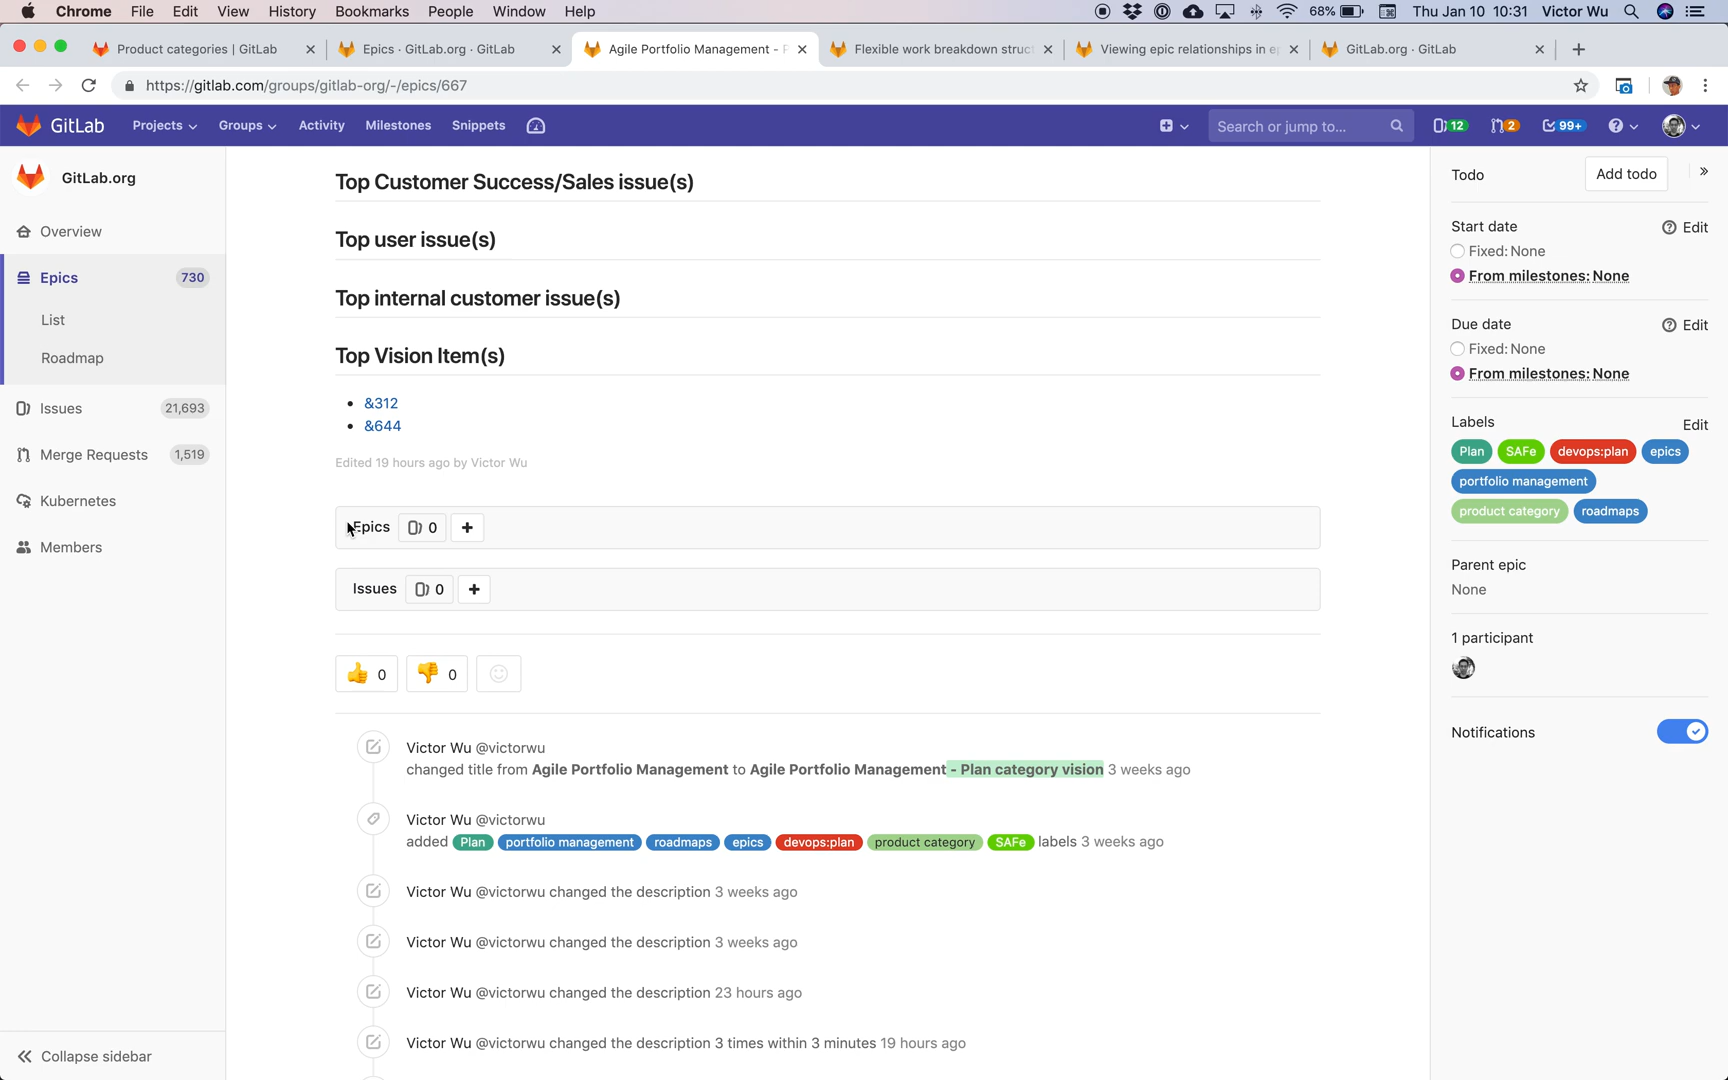 Chrome File Edit View History Bookmarks People Window Help 68% Thu Jan 10 10:31 Victor Wu
Product categories | GitLab Epics · GitLab.org · GitLab Agile Portfolio Management - Flexible work breakdown struct Viewing epic relationships in GitLab.org · GitLab
https://gitlab.com/groups/gitlab-org/-/epics/667
GitLab Projects Groups Activity Milestones Snippets Search or jump to... 12 2 99+
GitLab.org
Overview
Epics 730
List
Roadmap
Issues 21,693
Merge Requests 1,519
Kubernetes
Members
Collapse sidebar
Top Customer Success/Sales issue(s)
Top user issue(s)
Top internal customer issue(s)
Top Vision Item(s)
&312
&644
Edited 19 hours ago by Victor Wu
Epics 0 +
Issues 0 +
0 0
Victor Wu @victorwu
changed title from Agile Portfolio Management to Agile Portfolio Management - Plan category vision 3 weeks ago
Victor Wu @victorwu
added Plan portfolio management roadmaps epics devops:plan product category SAFe labels 3 weeks ago
Victor Wu @victorwu changed the description 3 weeks ago
Victor Wu @victorwu changed the description 3 weeks ago
Victor Wu @victorwu changed the description 23 hours ago
Victor Wu @victorwu changed the description 3 times within 3 minutes 19 hours ago
Todo Add todo »
Start date Edit
Fixed: None
From milestones: None
Due date Edit
Fixed: None
From milestones: None
Labels Edit
Plan SAFe devops:plan epics
portfolio management
product category roadmaps
Parent epic
None
1 participant
Notifications